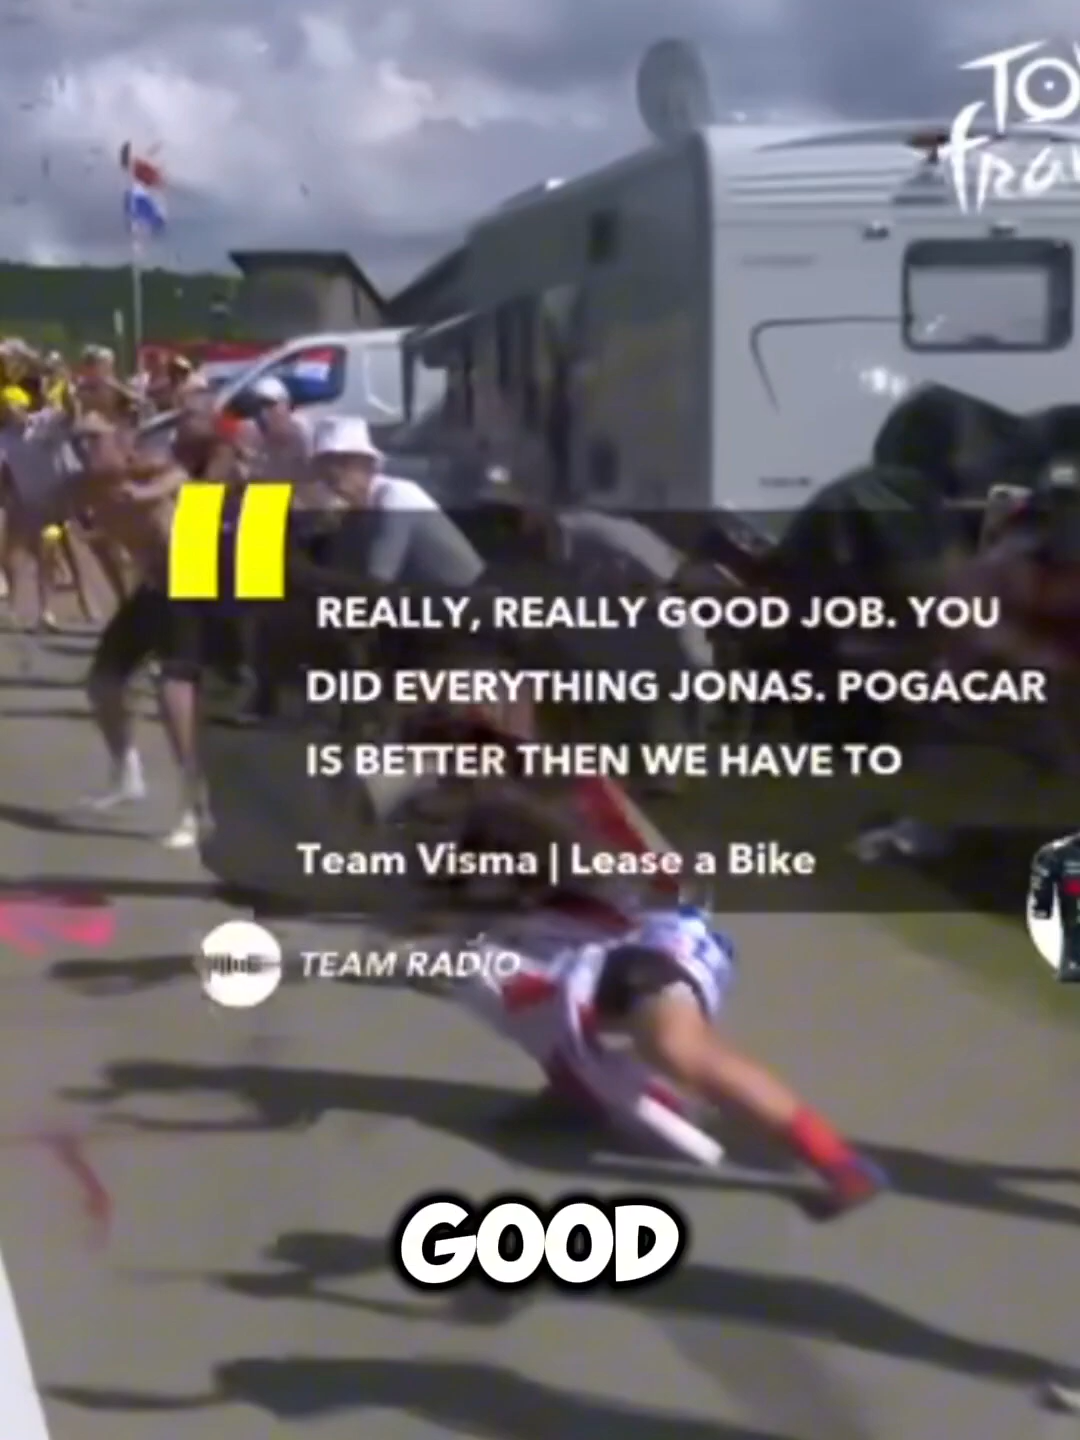 REALLY, REALLY GOOD JOB. YOU
DID EVERYTHING JONAS. POGACAR
IS BETTER THEN WE HAVE TO
Team Visma | Lease a Bike
TEAM RADIO
GOOD